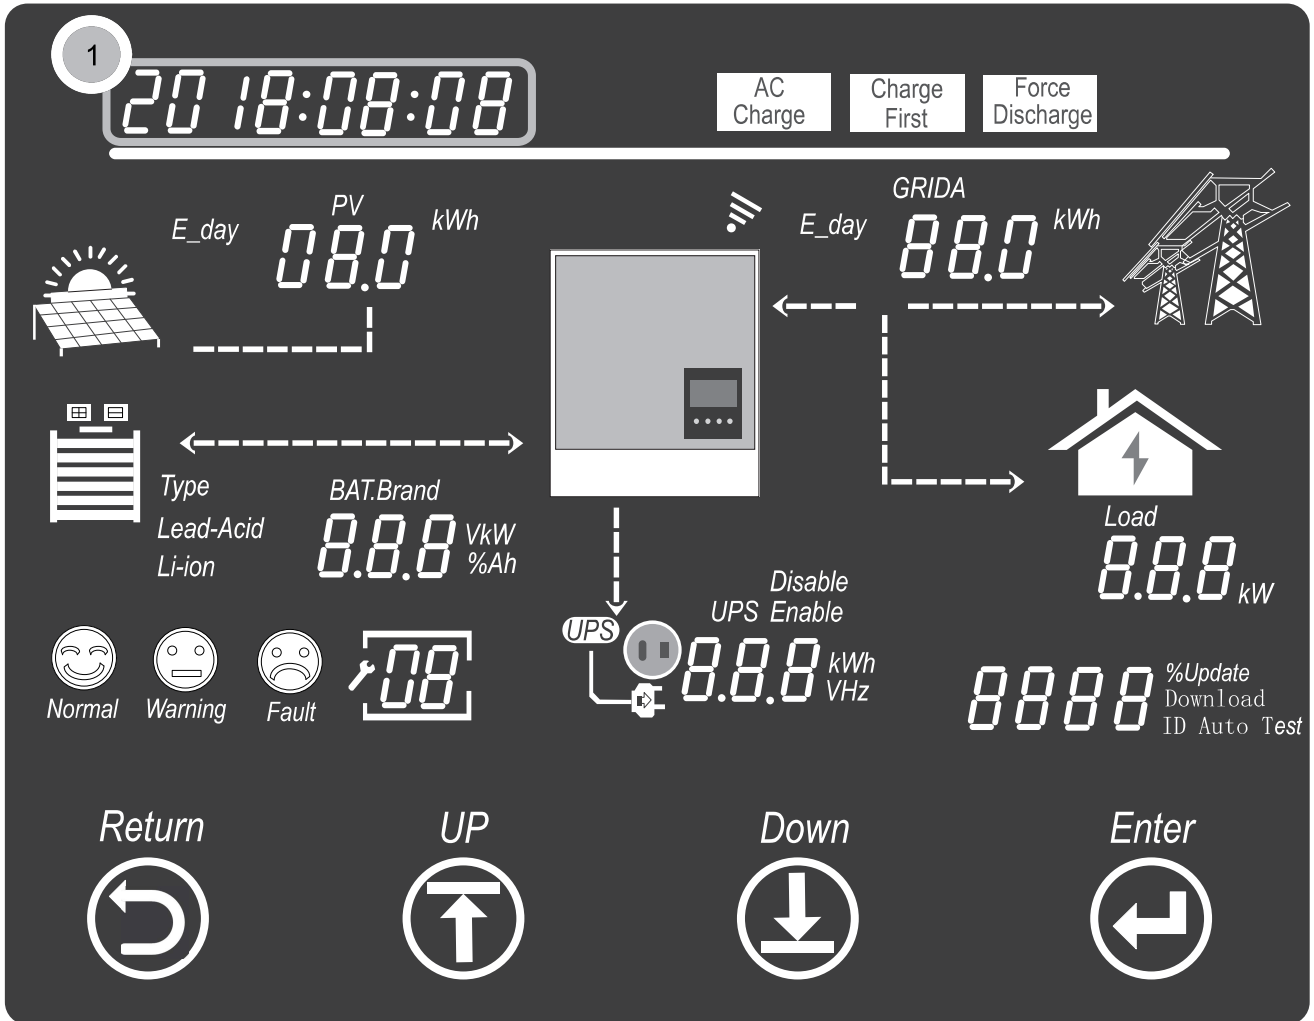 1
2018:08:08
AC
Charge
Charge
First
Force
Discharge
PV
E_day 08.0 kWh
GRIDA
E_day 88.0 kWh
Type
Lead-Acid
Li-ion
BAT.Brand
8.8.8 VkW
%Ah
Load
8.8.8 kW
Disable
UPS Enable
UPS
8.8.8 kWh
VHz
Normal
Warning
Fault
08
8888 %Update
Download
ID Auto Test
Return
UP
Down
Enter